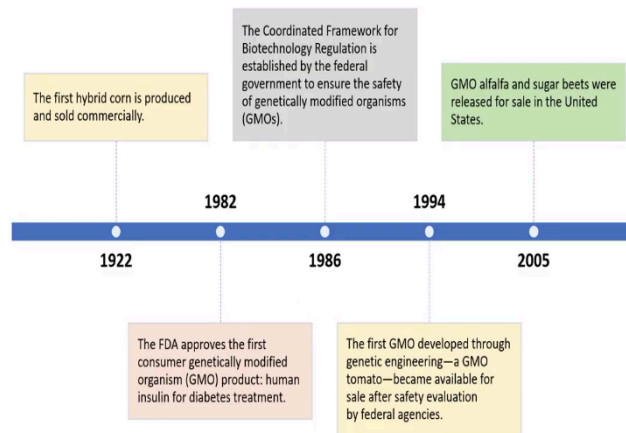 The Coordinated Framework for
Biotechnology Regulation is
established by the federal
government to ensure the safety
of genetically modified organisms
(GMOs).
The first hybrid corn is produced
and sold commercially.
GMO alfalfa and sugar beets were
released for sale in the United
States.
1982
1994
1922
1986
2005
The FDA approves the first
consumer genetically modified
organism (GMO) product: human
insulin for diabetes treatment.
The first GMO developed through
genetic engineering—a GMO
tomato—became available for
sale after safety evaluation
by federal agencies.